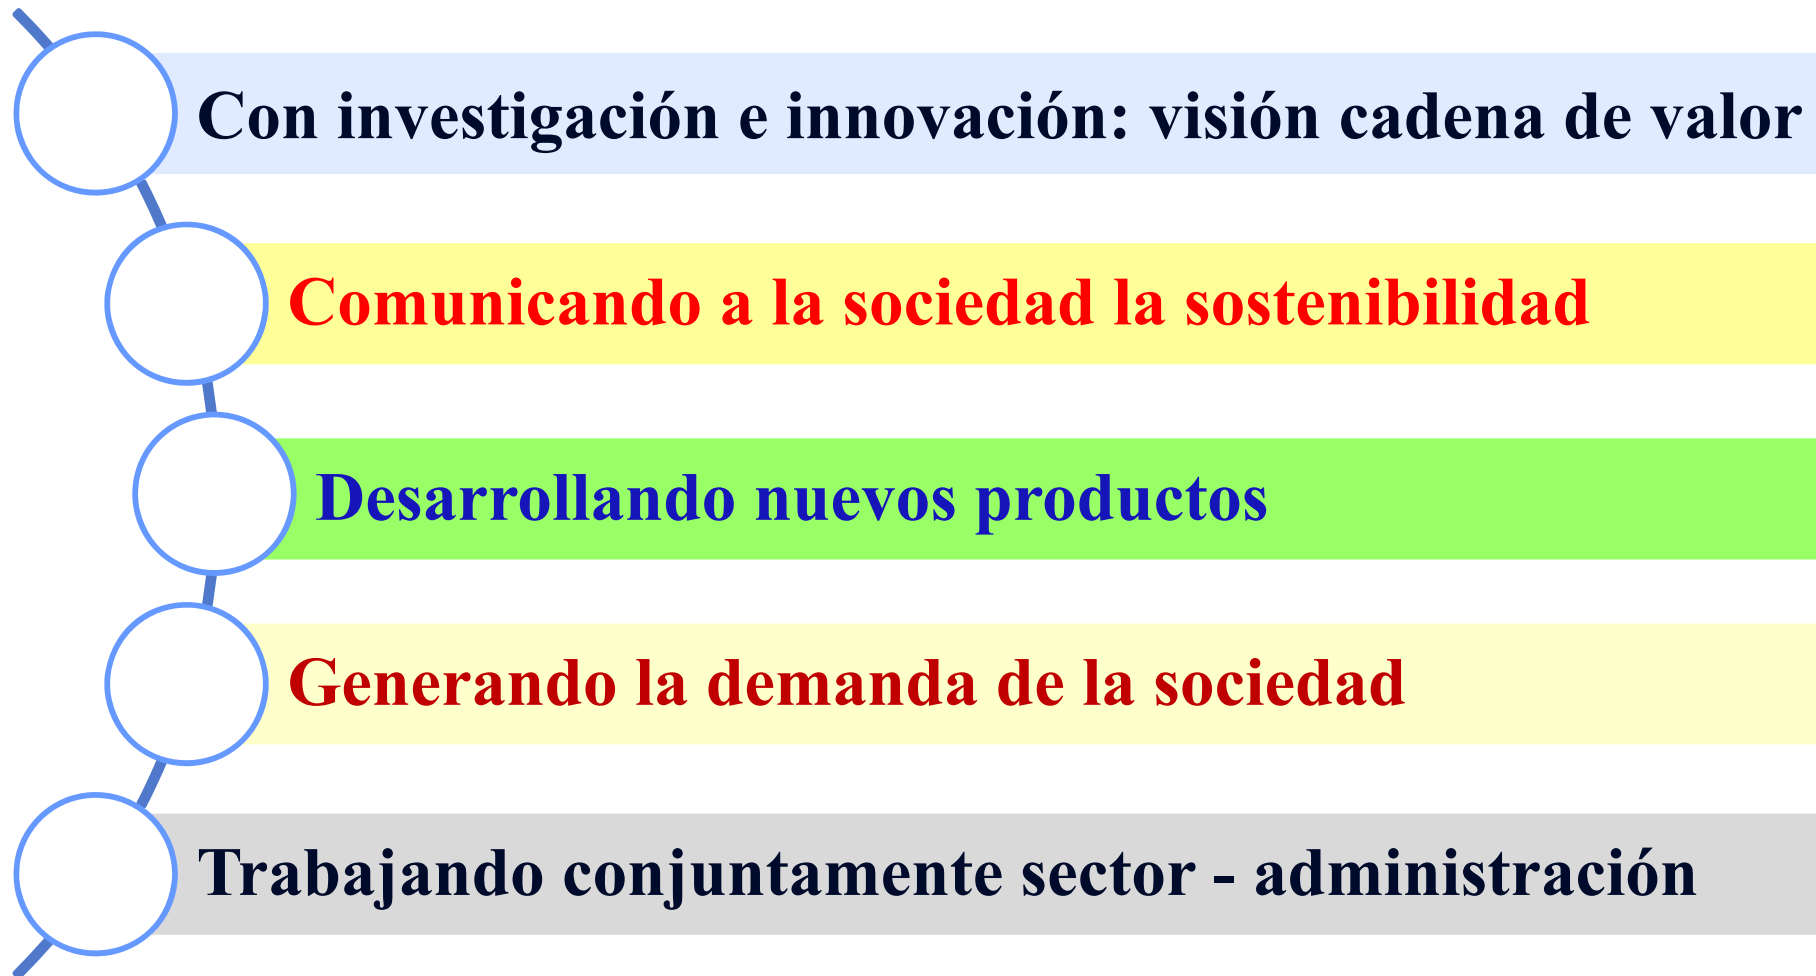 Con investigación e innovación: visión cadena de valor
Comunicando a la sociedad la sostenibilidad
Desarrollando nuevos productos
Generando la demanda de la sociedad
Trabajando conjuntamente sector - administración